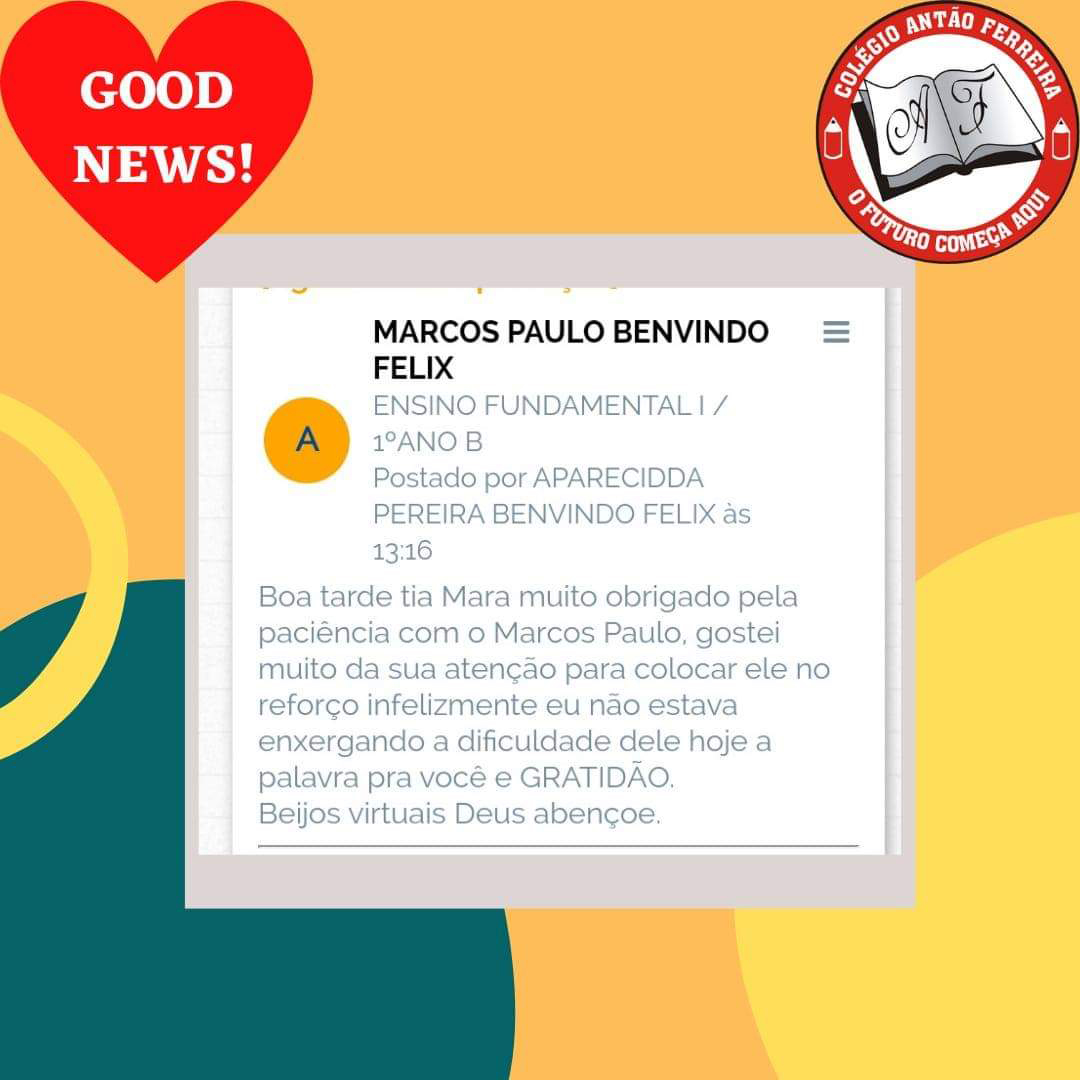 GOOD
NEWS!
COLÉGIO ANTÃO FERREIRA
A F
O FUTURO COMEÇA AQUI
MARCOS PAULO BENVINDO
FELIX
ENSINO FUNDAMENTAL I /
1ºANO B
A
Postado por APARECIDDA
PEREIRA BENVINDO FELIX às
13:16
Boa tarde tia Mara muito obrigado pela
paciência com o Marcos Paulo, gostei
muito da sua atenção para colocar ele no
reforço infelizmente eu não estava
enxergando a dificuldade dele hoje a
palavra pra você e GRATIDÃO.
Beijos virtuais Deus abençoe.